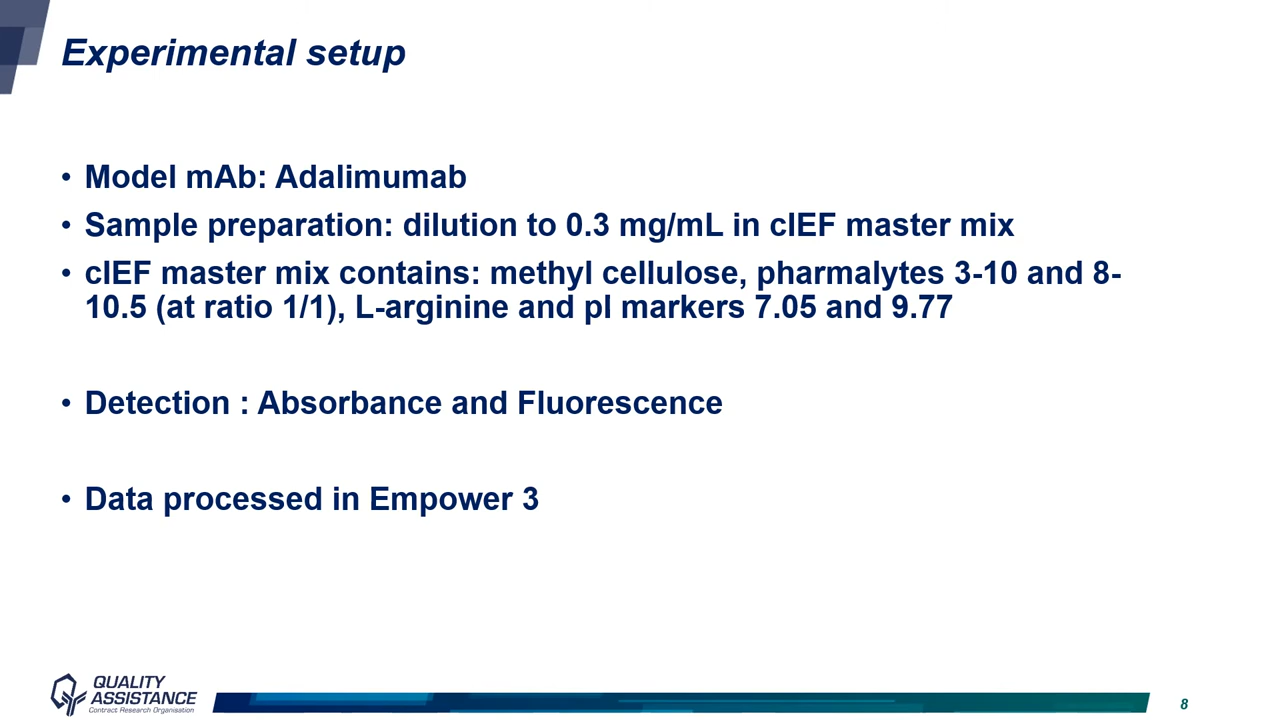 Experimental setup
• Model mAb: Adalimumab
• Sample preparation: dilution to 0.3 mg/mL in cIEF master mix
• cIEF master mix contains: methyl cellulose, pharmalytes 3-10 and 8-
10.5 (at ratio 1/1), L-arginine and pI markers 7.05 and 9.77
• Detection : Absorbance and Fluorescence
• Data processed in Empower 3
QUALITY
ASSISTANCE
Contract Research Organisation
8